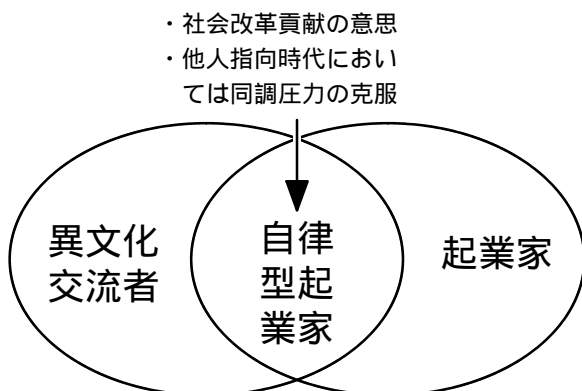 ・社会改革貢献の意思
・他人指向時代におい
ては同調圧力の克服
異文化
交流者
自律
型起
業家
起業家